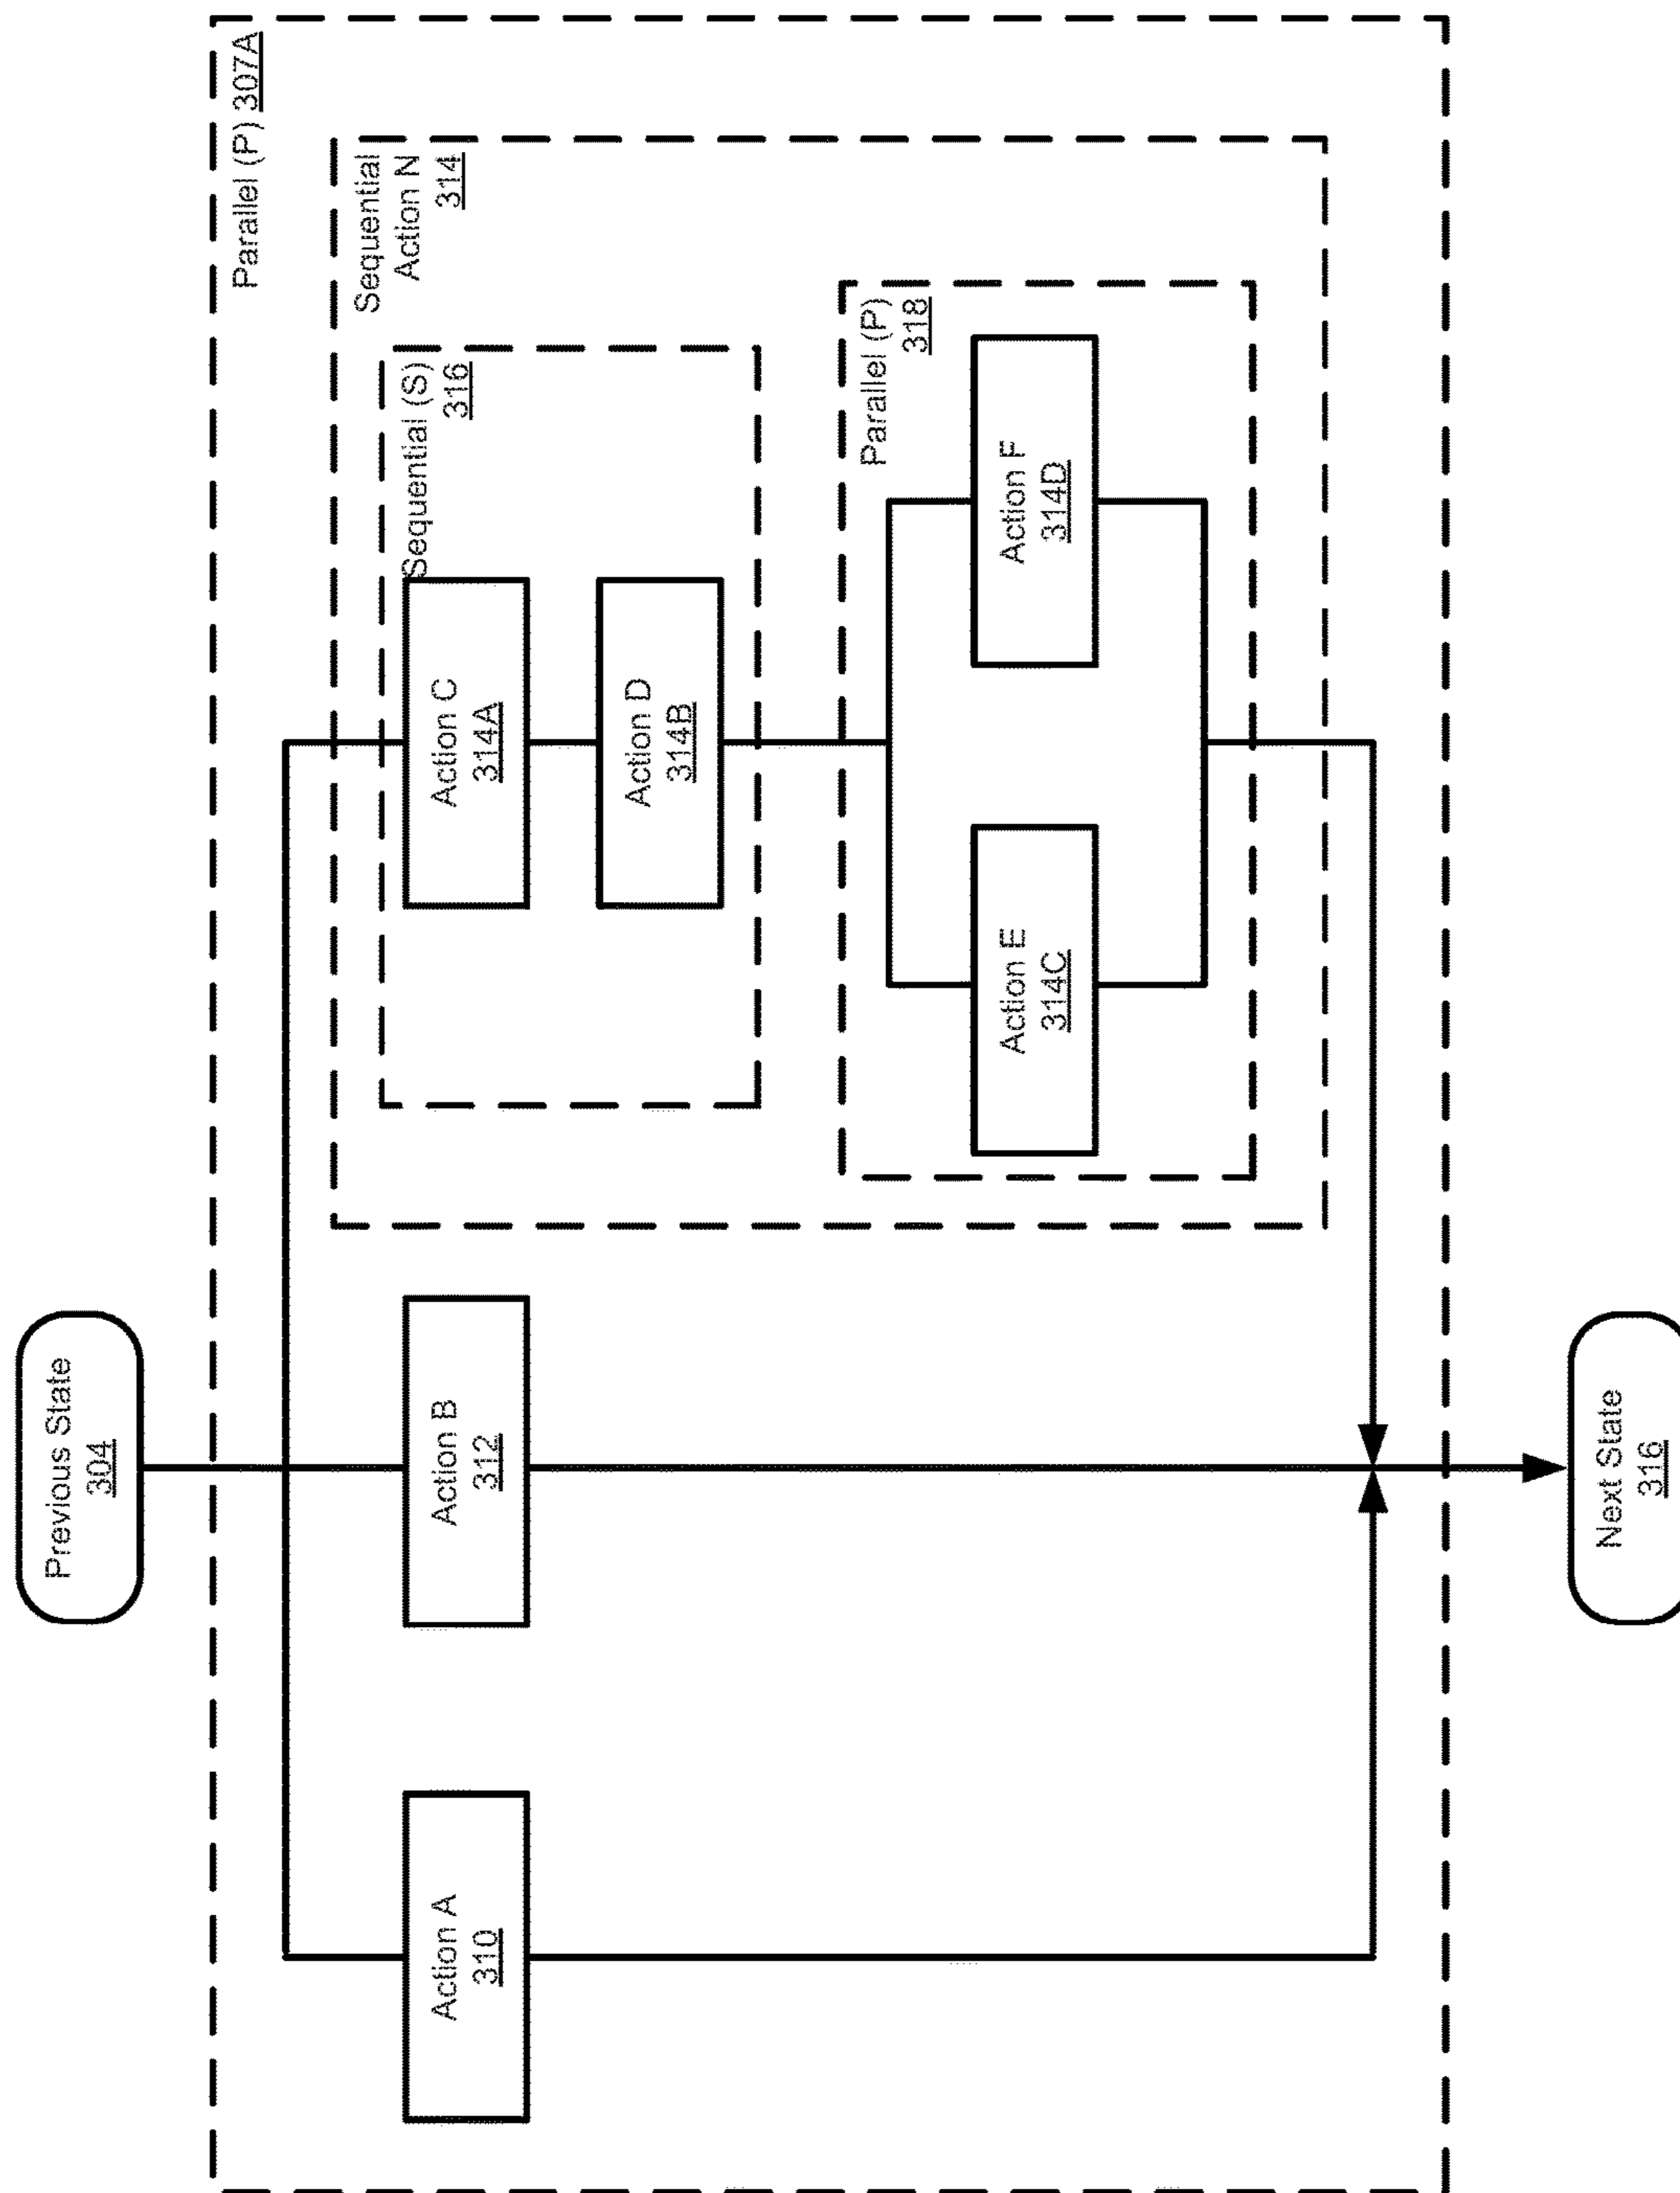 Previous State
304
Parallel (P) 307A
Action A
310
Action B
312
Sequential
Action N
314
Sequential (S)
316
Action C
314A
Action D
314B
Parallel (P)
318
Action E
314C
Action F
314D
Next State
316